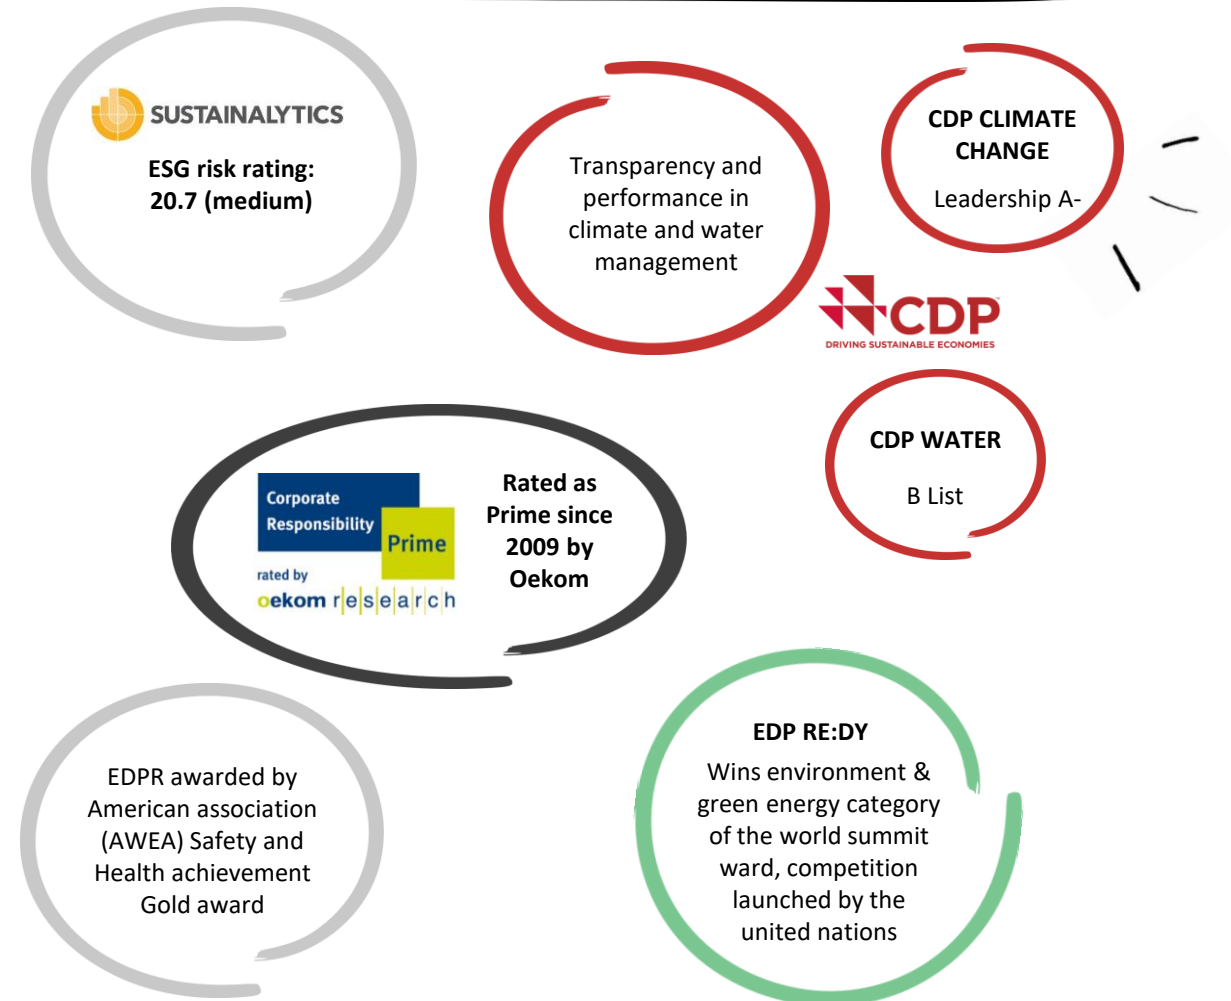 SUSTAINALYTICS
ESG risk rating:
20.7 (medium)
Transparency and
performance in
climate and water
management
CDP CLIMATE
CHANGE
Leadership A-
CDP
DRIVING SUSTAINABLE ECONOMIES
CDP WATER
B List
Corporate
Responsibility
Prime
rated by
oekom r|e|s|e|a|r|c|h
Rated as
Prime since
2009 by
Oekom
EDPR awarded by
American association
(AWEA) Safety and
Health achievement
Gold award
EDP RE:DY
Wins environment &
green energy category
of the world summit
ward, competition
launched by the
united nations